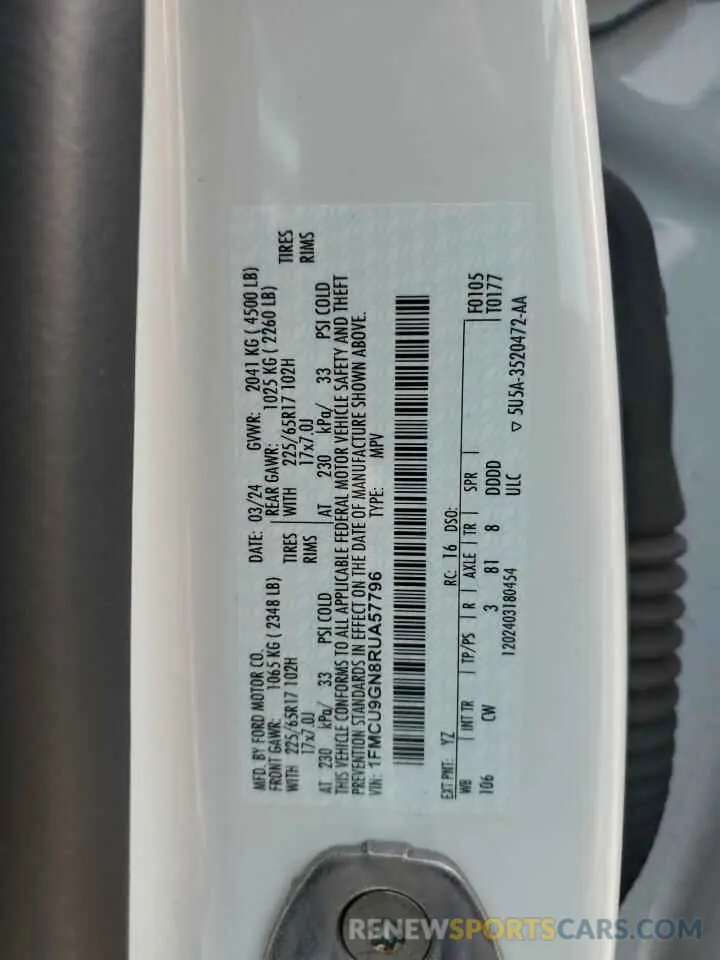 MFD. BY FORD MOTOR CO.
DATE: 03/24 GVWR: 2041 KG ( 4500 LB)
FRONT GAWR: 1065 KG ( 2348 LB)
REAR GAWR: 1025 KG ( 2260 LB)
WITH 225/65R17 102H TIRES
WITH 225/65R17 102H TIRES
17x7.0J RIMS
17x7.0J RIMS
AT 230 kPa/ 33 PSI COLD
AT 230 kPa/ 33 PSI COLD
THIS VEHICLE CONFORMS TO ALL APPLICABLE FEDERAL MOTOR VEHICLE SAFETY AND THEFT
PREVENTION STANDARDS IN EFFECT ON THE DATE OF MANUFACTURE SHOWN ABOVE.
VIN: 1FMCU9GN8RUA57796 TYPE: MPV
EXT PNT: YZ RC: 16 DSO: F0105
WB INT TR TP/PS R AXLE TR SPR T0177
106 CW 3 81 8 DDDD
1202403180454 ULC ▽ 5U5A-3520472-AA
RENEWSPORTSCARS.COM